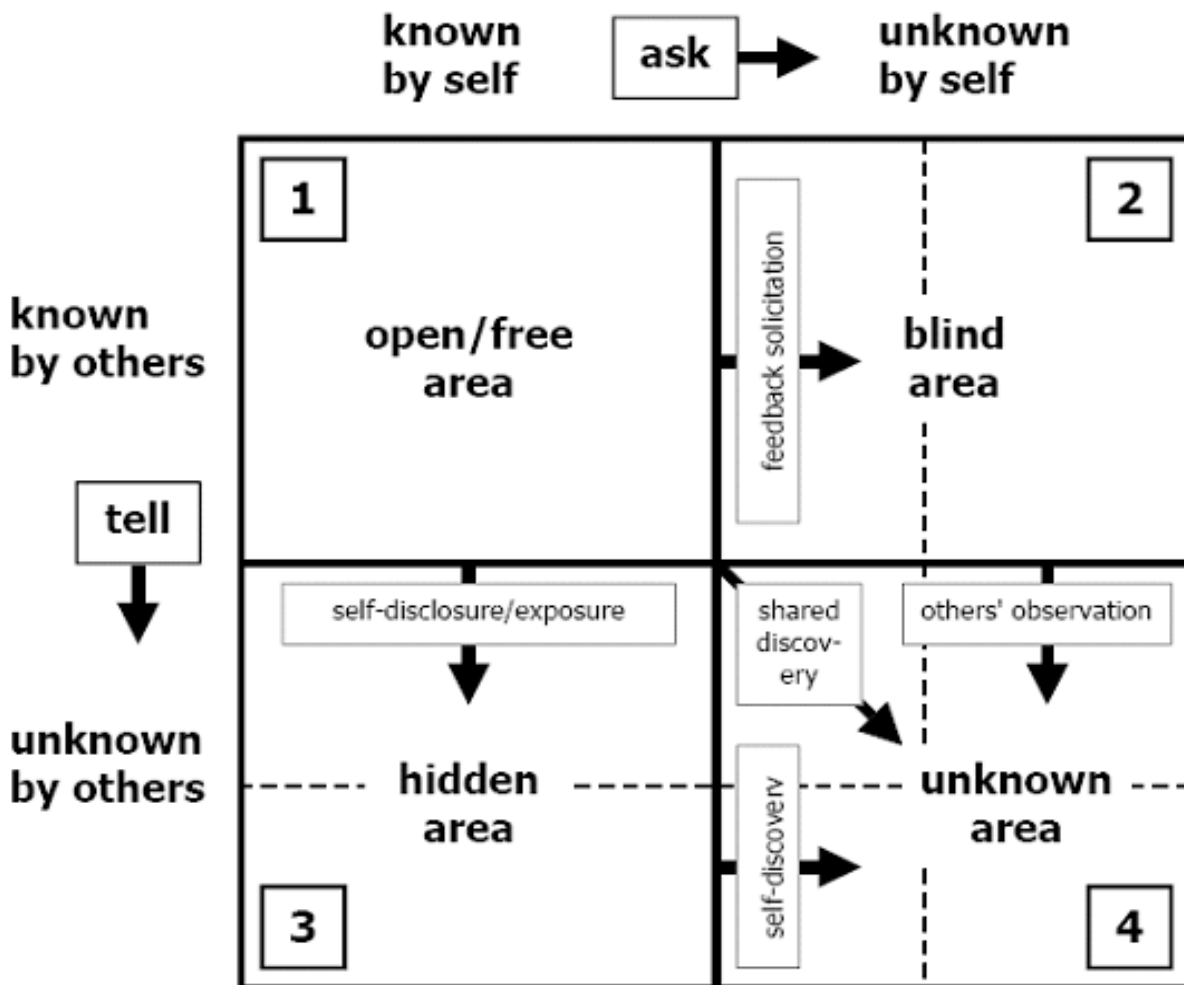 known
by self
ask
unknown
by self
1
2
known
by others
open/free
area
feedback solicitation
blind
area
tell
self-disclosure/exposure
shared
discov-
ery
others' observation
unknown
by others
hidden
area
self-discovery
unknown
area
3
4